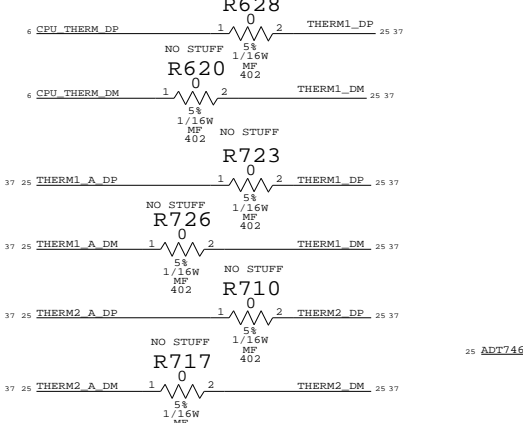 R628
0
6 CPU_THERM_DP 1 2 THERM1_DP 25 37
5%
1/16W
MF
402
NO STUFF
R620
0
6 CPU_THERM_DM 1 2 THERM1_DM 25 37
5%
1/16W
MF
402
NO STUFF
R723
0
37 25 THERM1_A_DP 1 2 THERM1_DP 25 37
5%
1/16W
MF
402
NO STUFF
R726
0
37 25 THERM1_A_DM 1 2 THERM1_DM 25 37
5%
1/16W
MF
402
NO STUFF
R710
0
37 25 THERM2_A_DP 1 2 THERM2_DP 25 37
5%
1/16W
MF
402
25 ADT746
NO STUFF
R717
0
37 25 THERM2_A_DM 1 2 THERM2_DM 25 37
5%
1/16W
MF